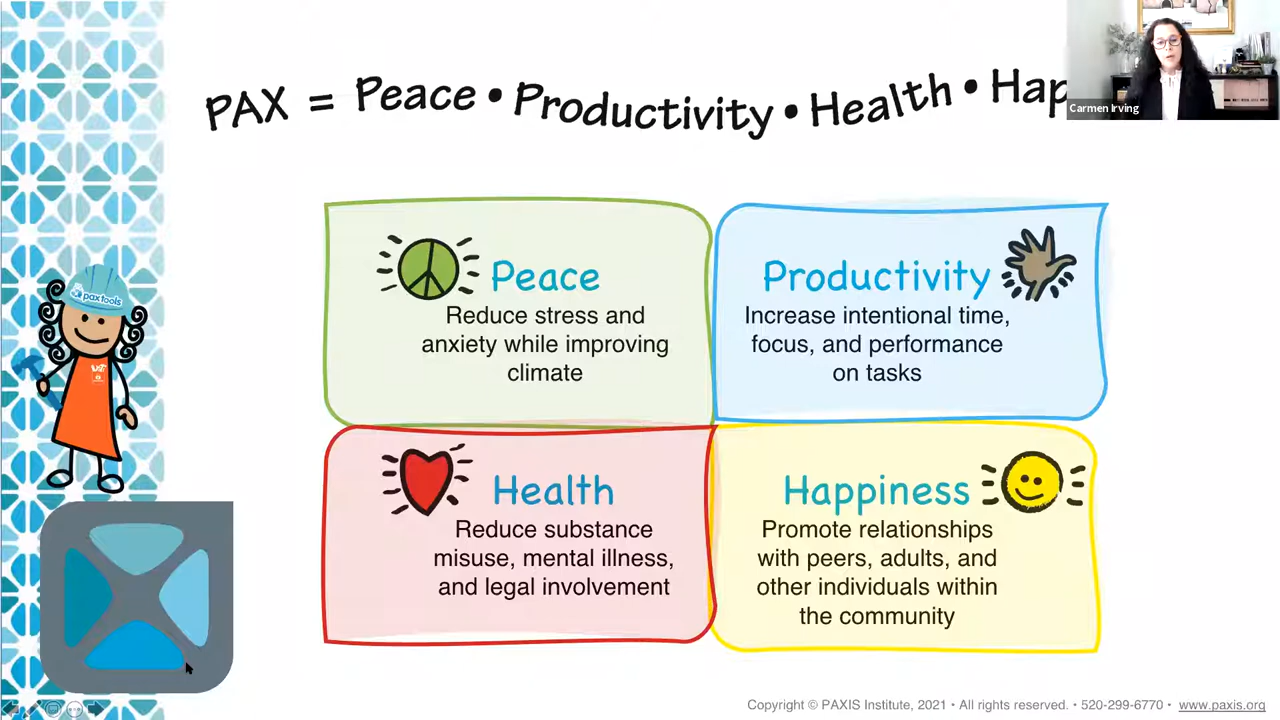 PAX = Peace • Productivity • Health • Hap
Carmen Irving
Peace
Reduce stress and
anxiety while improving
climate
Productivity
Increase intentional time,
focus, and performance
on tasks
pax tools
Health
Reduce substance
misuse, mental illness,
and legal involvement
Happiness
Promote relationships
with peers, adults, and
other individuals within
the community
Copyright © PAXIS Institute, 2021 • All rights reserved. • 520-299-6770 • www.paxis.org